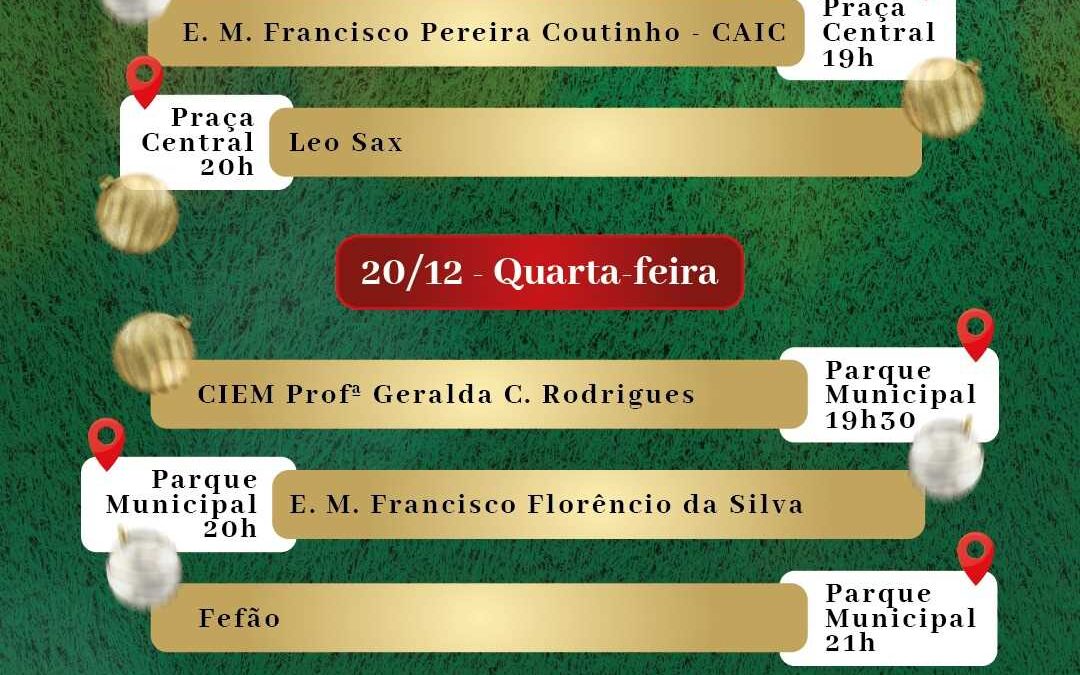 E. M. Francisco Pereira Coutinho - CAIC
Praça
Central
19h
Praça
Central
20h
Leo Sax
20/12 - Quarta-feira
CIEM Profª Geralda C. Rodrigues
Parque
Municipal
19h30
Parque
Municipal
20h
E. M. Francisco Florêncio da Silva
Fefão
Parque
Municipal
21h